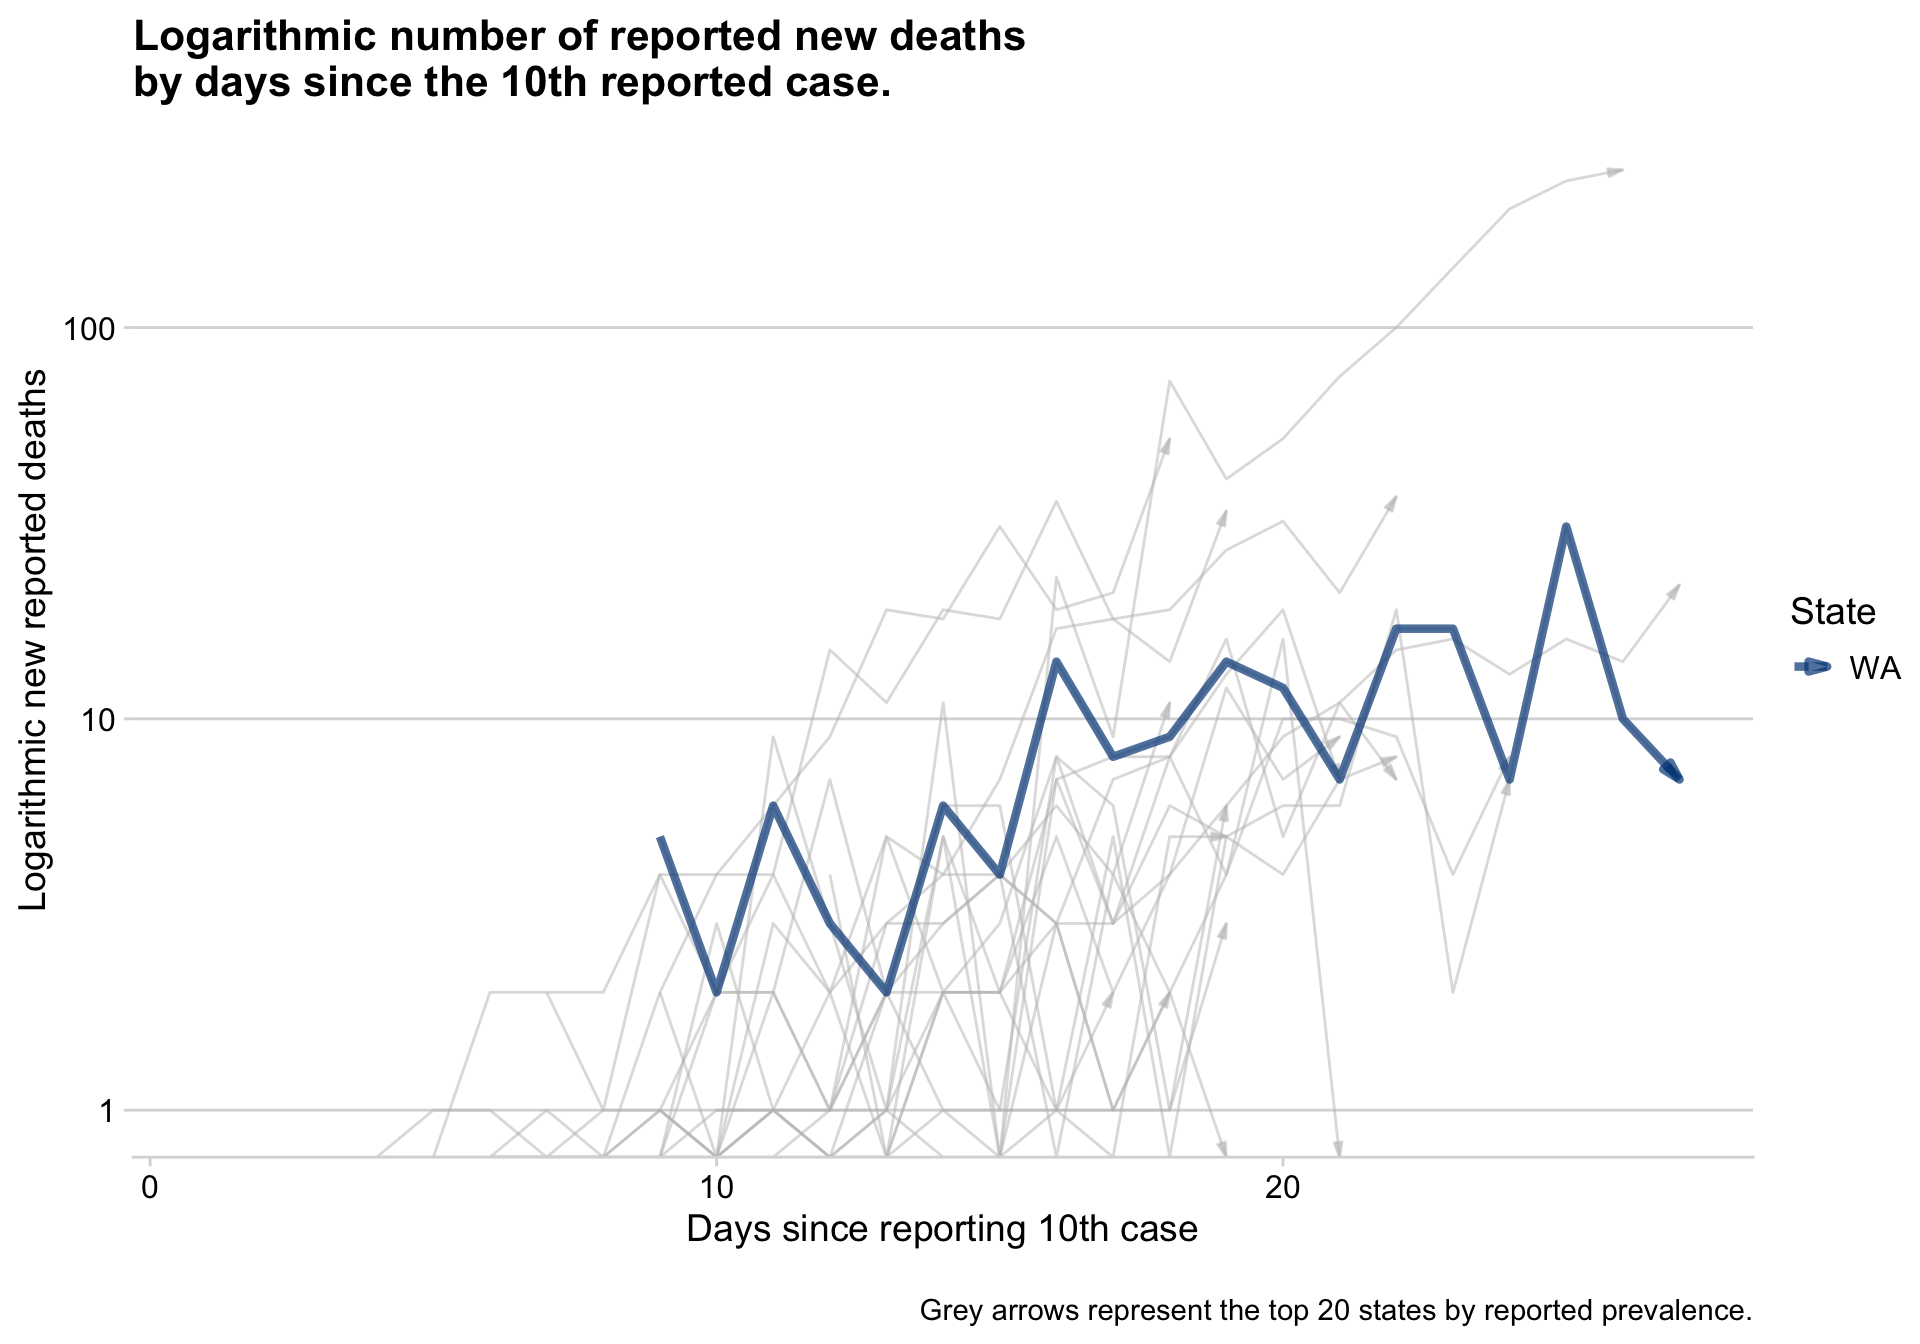 Logarithmic number of reported new deaths
by days since the 10th reported case.
Logarithmic new reported deaths
100
10
1
0
10
20
Days since reporting 10th case
State
WA
Grey arrows represent the top 20 states by reported prevalence.